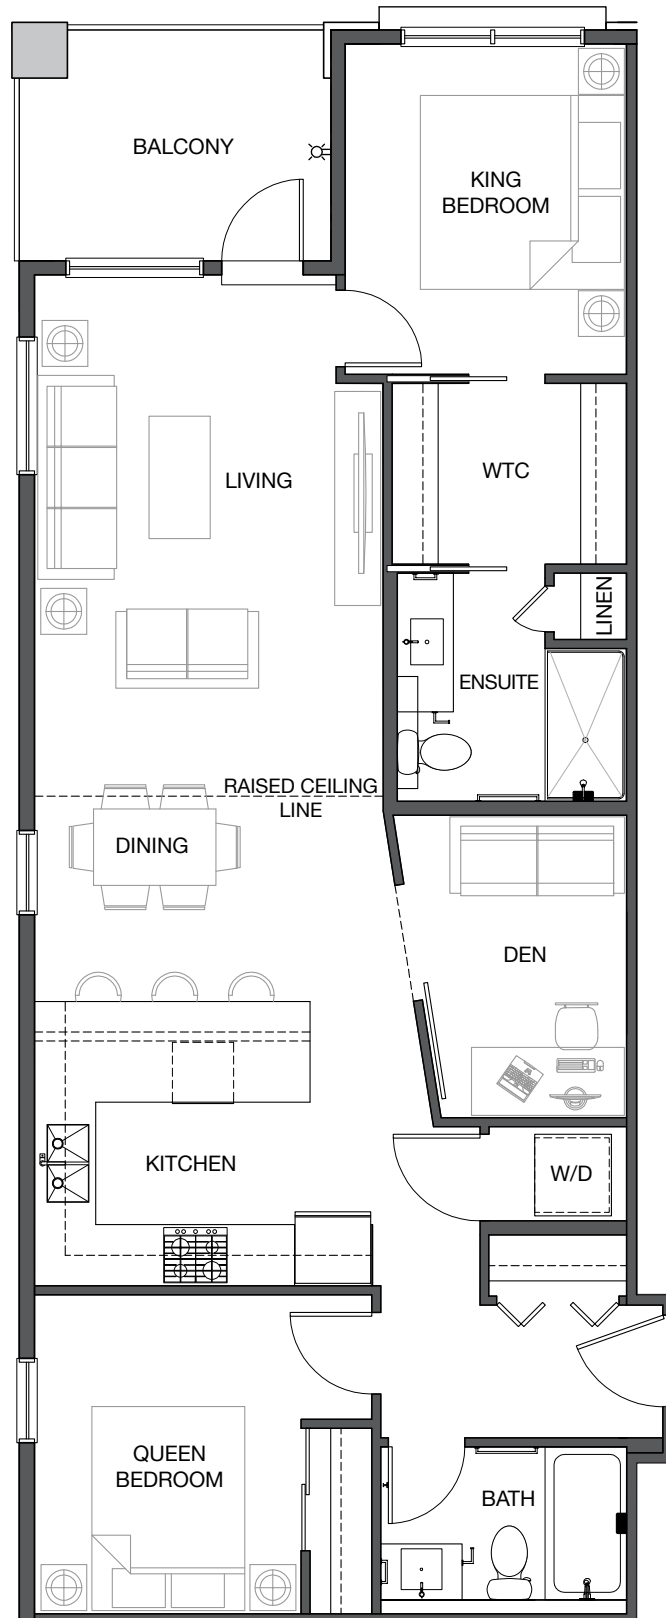 BALCONY
KING
BEDROOM
LIVING
WTC
LINEN
ENSUITE
RAISED CEILING
LINE
DINING
DEN
KITCHEN
W/D
QUEEN
BEDROOM
BATH